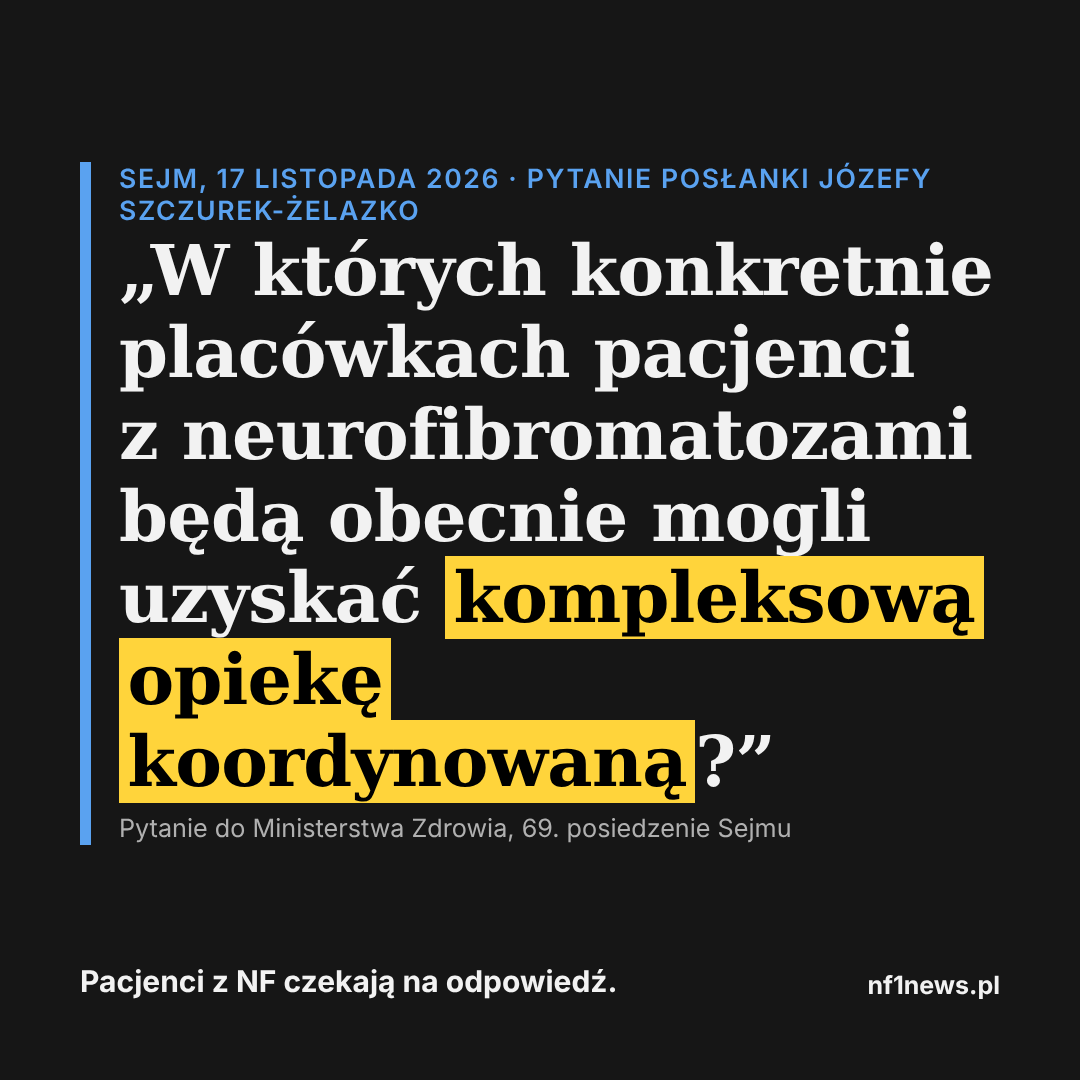 SEJM, 17 LISTOPADA 2026 · PYTANIE POSŁANKI JÓZEFY
SZCZUREK-ŻELAZKO
„W których konkretnie
placówkach pacjenci
z neurofibromatozami
będą obecnie mogli
uzyskać kompleksową
opiekę
koordynowaną?”
Pytanie do Ministerstwa Zdrowia, 69. posiedzenie Sejmu
Pacjenci z NF czekają na odpowiedź.
nf1news.pl